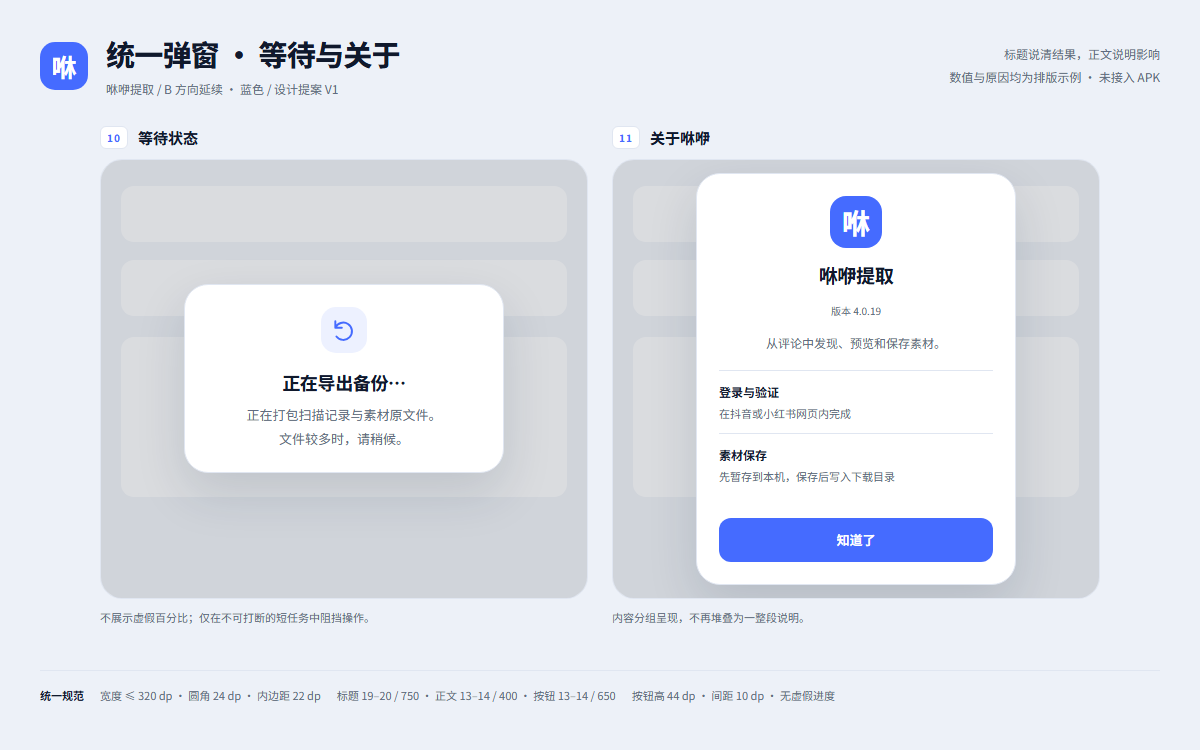 咻
统一弹窗 · 等待与关于
咻咿提取 / B 方向延续 · 蓝色 / 设计提案 V1
标题说清结果，正文说明影响
数值与原因均为排版示例 · 未接入 APK
10 等待状态
正在导出备份…
正在打包扫描记录与素材原文件。
文件较多时，请稍候。
不展示虚假百分比；仅在不可打断的短任务中阻挡操作。
11 关于咻咿
咻
咻咿提取
版本 4.0.19
从评论中发现、预览和保存素材。
登录与验证
在抖音或小红书网页内完成
素材保存
先暂存到本机，保存后写入下载目录
知道了
内容分组呈现，不再堆叠为一整段说明。
统一规范 宽度 ≤ 320 dp · 圆角 24 dp · 内边距 22 dp 标题 19–20 / 750 · 正文 13–14 / 400 · 按钮 13–14 / 650 按钮高 44 dp · 间距 10 dp · 无虚假进度